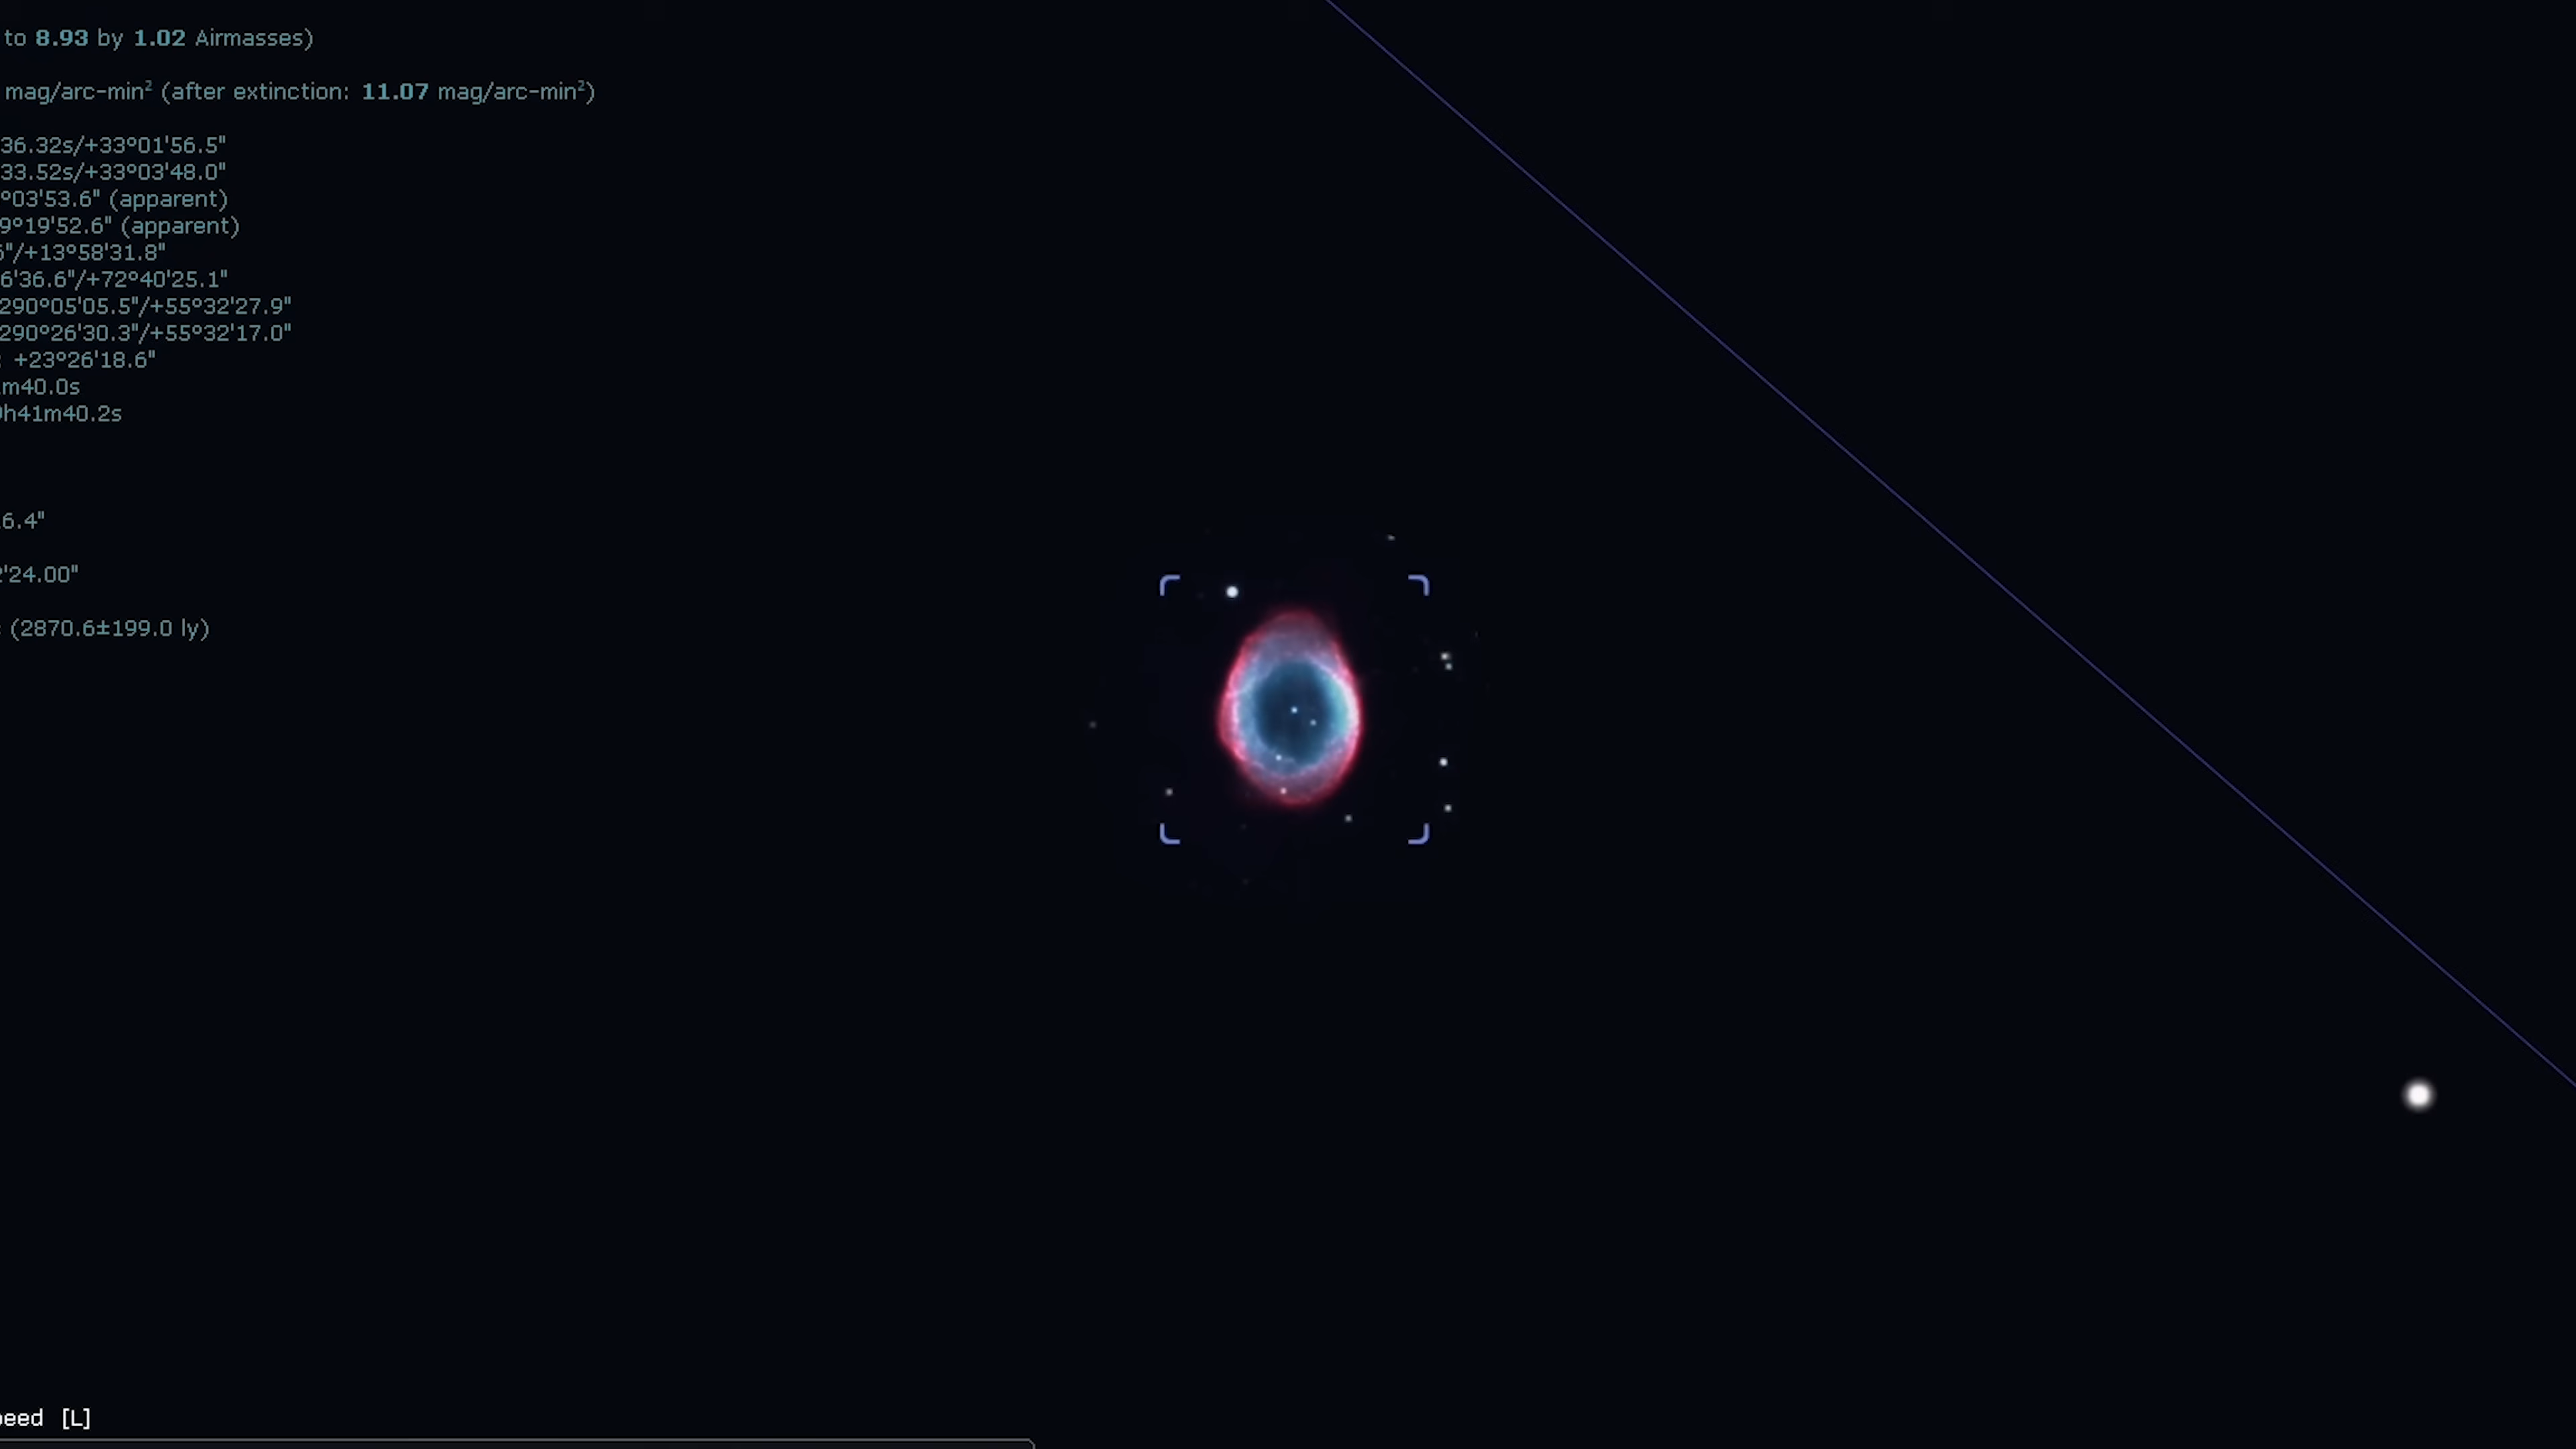 to 8.93 by 1.02 Airmasses)
mag/arc-min² (after extinction: 11.07 mag/arc-min²)
36.32s/+33°01'56.5"
33.52s/+33°03'48.0"
°03'53.6" (apparent)
9°19'52.6" (apparent)
6"/+13°58'31.8"
6'36.6"/+72°40'25.1"
290°05'05.5"/+55°32'27.9"
290°26'30.3"/+55°32'17.0"
: +23°26'18.6"
m40.0s
h41m40.2s
6.4"
'24.00"
(2870.6±199.0 ly)
eed [L]